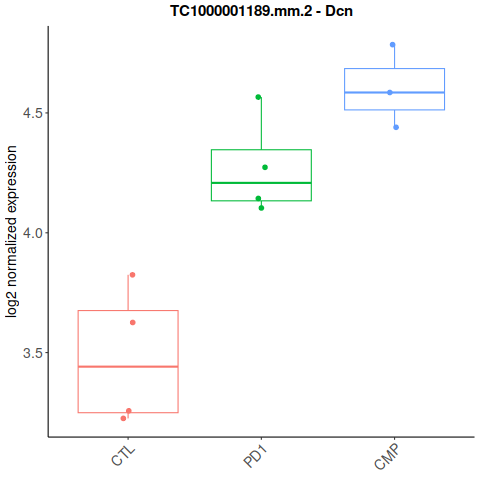 TC1000001189.mm.2 - Dcn
log2 normalized expression
4.5
4.0
3.5
CTL
PD1
CMP